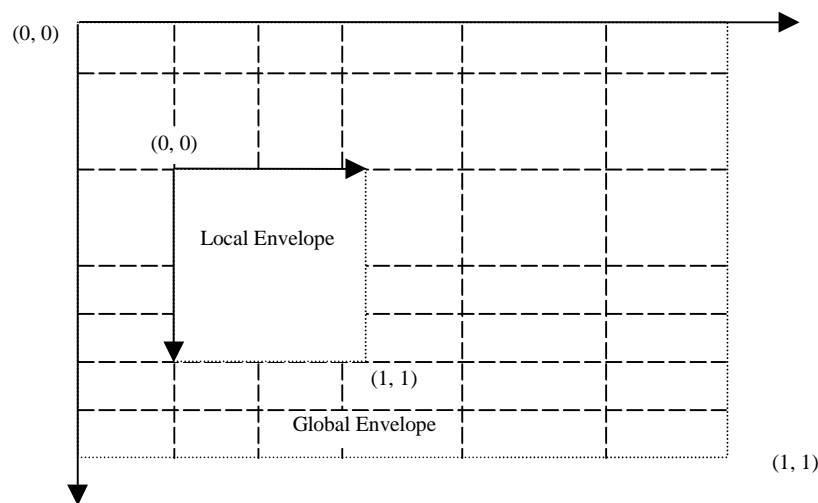 (0, 0)
(0, 0)
Local Envelope
(1, 1)
Global Envelope
(1, 1)